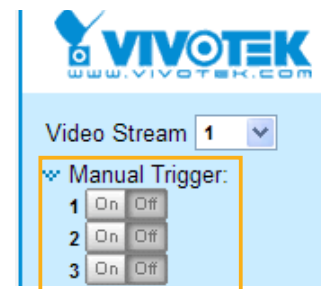 VIVOTEK
www.vivotek.com
Video Stream 1
Manual Trigger:
1 On Off
2 On Off
3 On Off